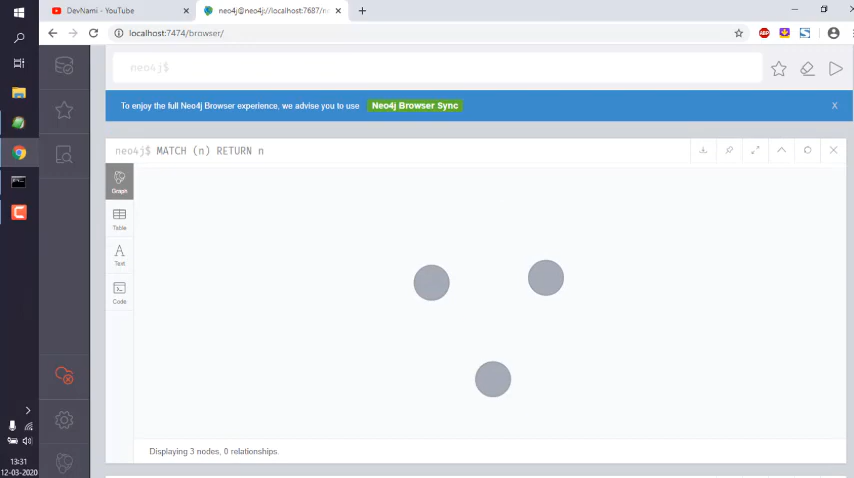 DevNami - YouTube
neo4j@neo4j://localhost:7687/ne
localhost:7474/browser/
ABP
neo4j$
To enjoy the full Neo4j Browser experience, we advise you to use Neo4j Browser Sync
X
neo4j$ MATCH (n) RETURN n
Graph
Table
A
Text
Code
Displaying 3 nodes, 0 relationships.
13:31
12-03-2020